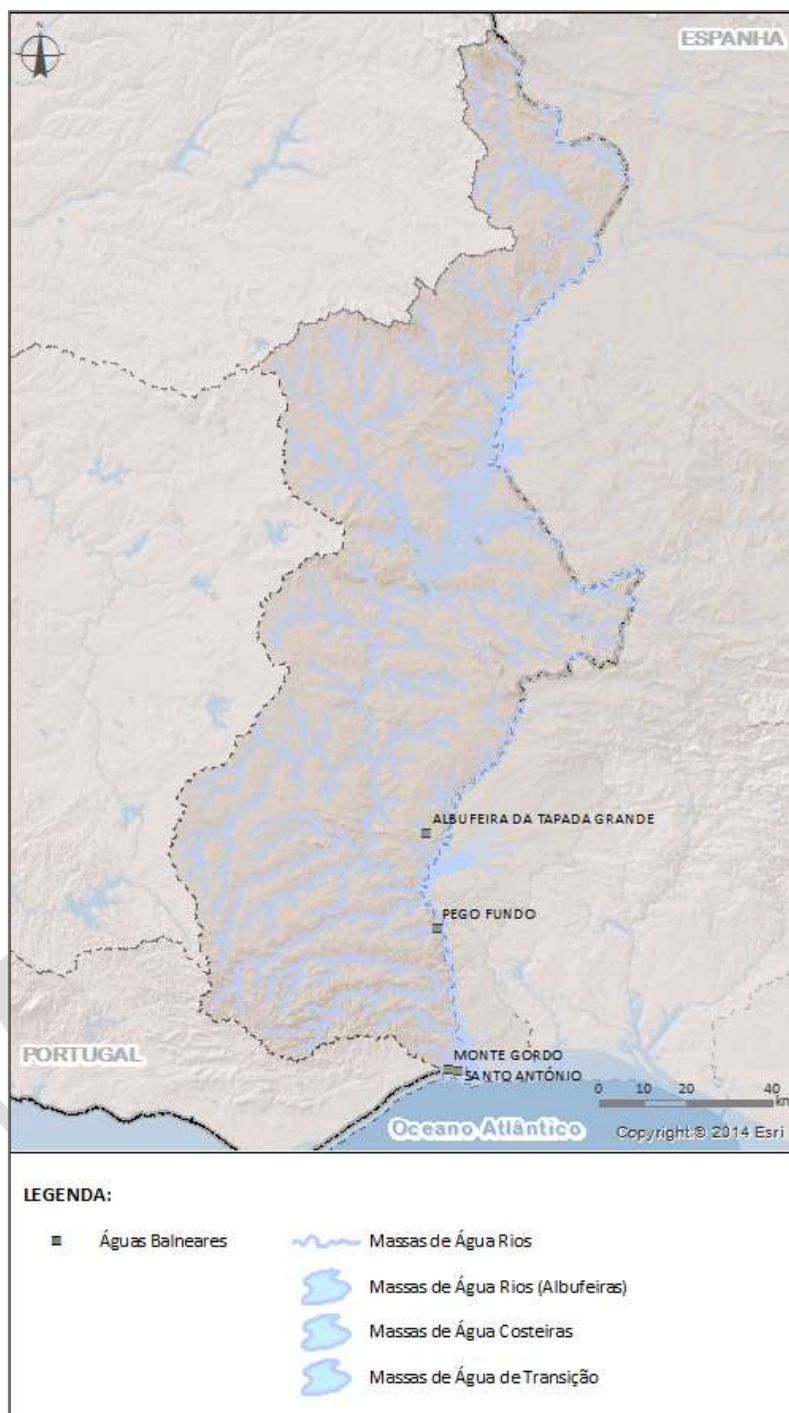 N
ESPANHA
ALBUFEIRA DA TAPADA GRANDE
PEGO FUNDO
MONTE GORDO
PORTUGAL
SANTO ANTÓNIO
0 10 20 40
km
Oceano Atlântico
Copyright:© 2014 Esri
LEGENDA:
Águas Balneares
Massas de Água Rios
Massas de Água Rios (Albufeiras)
Massas de Água Costeiras
Massas de Água de Transição